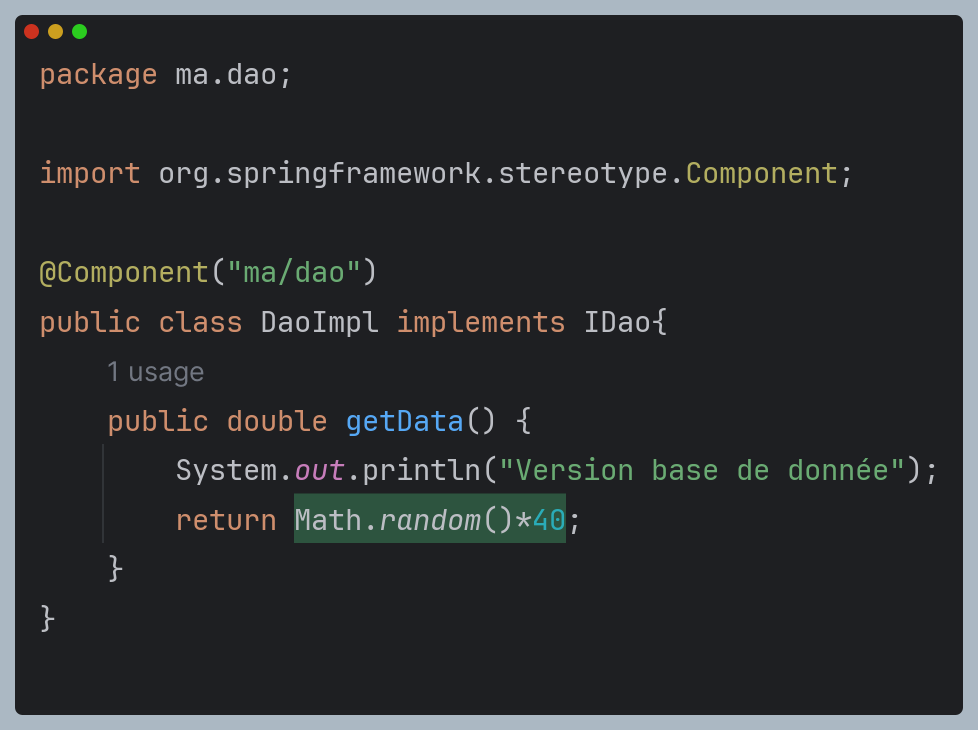 package ma.dao;
import org.springframework.stereotype.Component;
@Component("ma/dao")
public class DaoImpl implements IDao{
1 usage
public double getData() {
System.out.println("Version base de donnée");
return Math.random()*40;
}
}